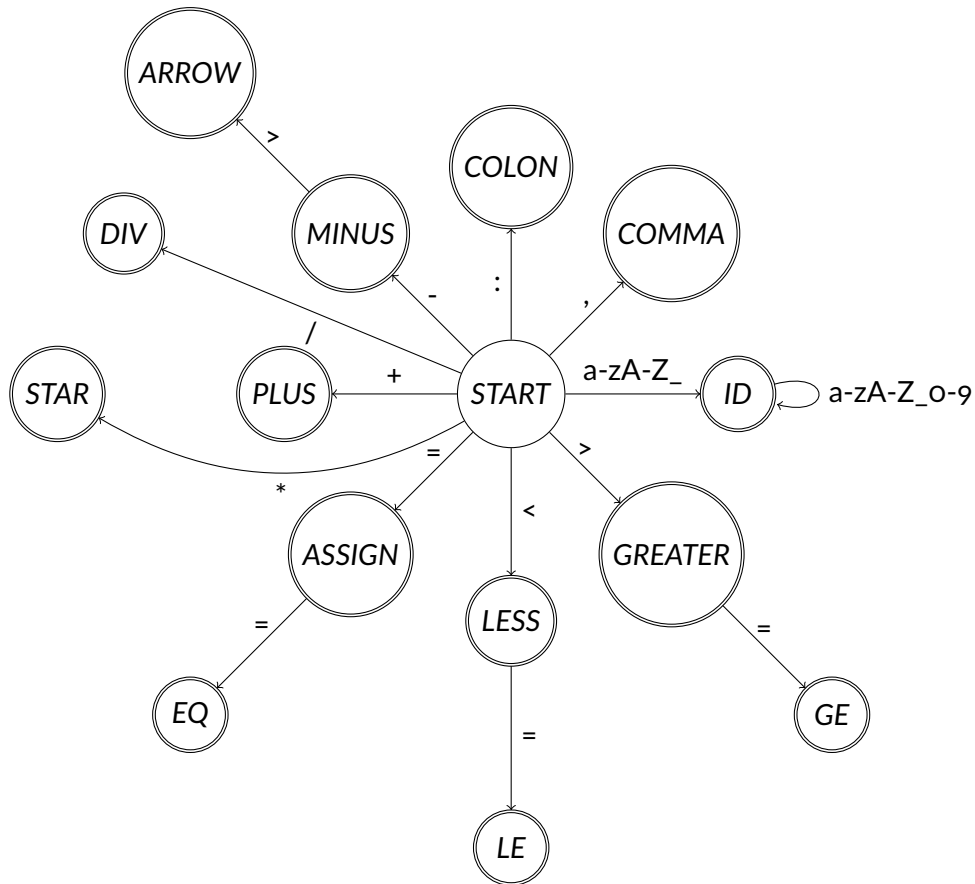 ARROW
>
COLON
DIV
MINUS
COMMA
-
:
,
/
STAR
PLUS
+
START
a-zA-Z_
ID
a-zA-Z_0-9
*
=
>
<
ASSIGN
GREATER
LESS
=
=
EQ
GE
=
LE